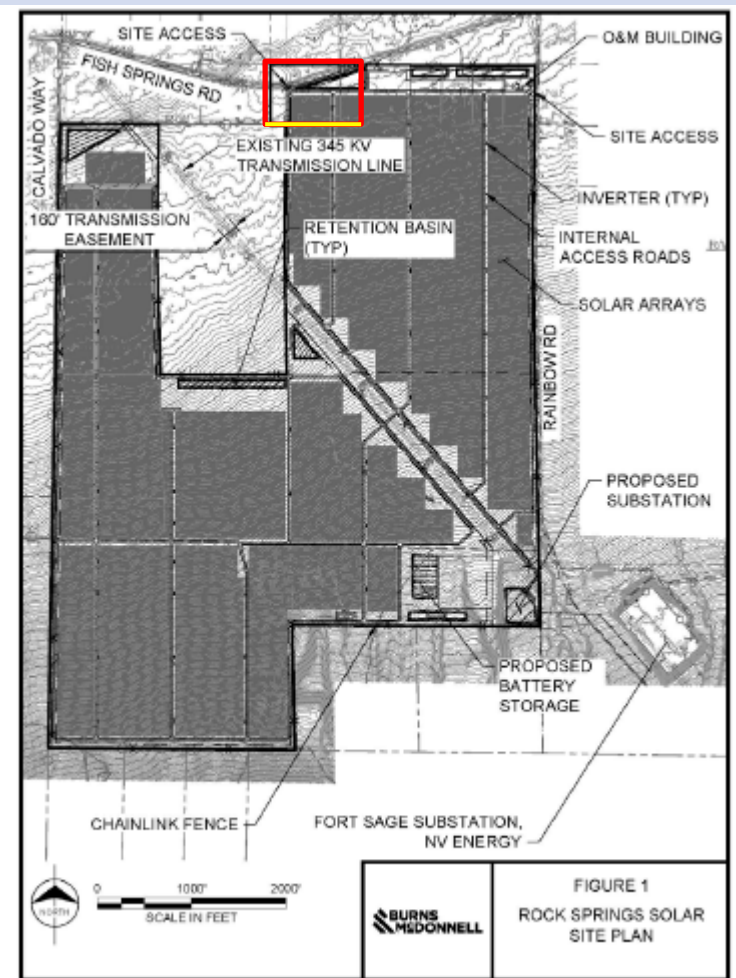 SITE ACCESS
O&M BUILDING
FISH SPRINGS RD
CALVADO WAY
SITE ACCESS
EXISTING 345 KV
TRANSMISSION LINE
INVERTER (TYP)
160' TRANSMISSION
EASEMENT
RETENTION BASIN
(TYP)
INTERNAL
ACCESS ROADS
SOLAR ARRAYS
RAINBOW RD
PROPOSED
SUBSTATION
PROPOSED
BATTERY
STORAGE
CHAINLINK FENCE
FORT SAGE SUBSTATION,
NV ENERGY
NORTH
0 1000' 2000'
SCALE IN FEET
BURNS
MCDONNELL
FIGURE 1
ROCK SPRINGS SOLAR
SITE PLAN